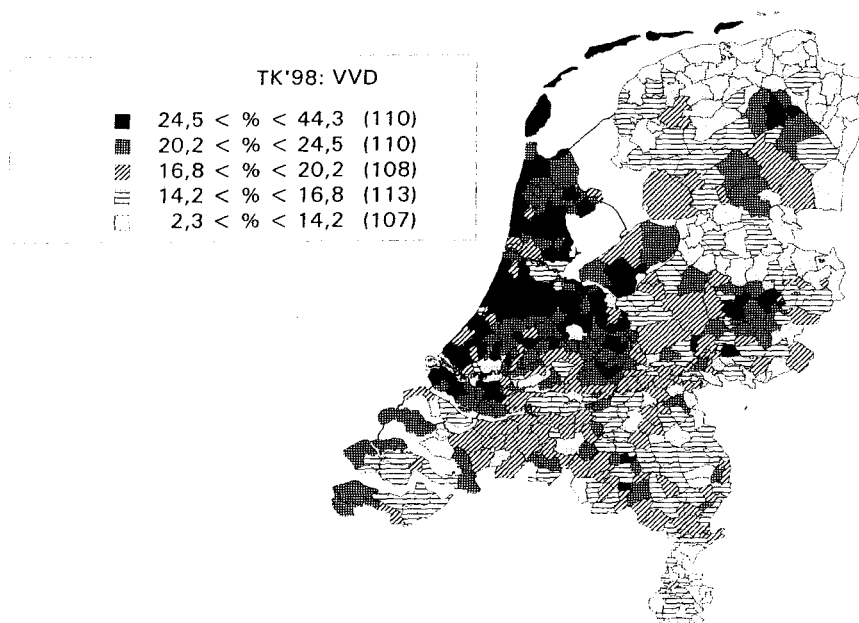 TK'98: VVD
24,5 < % < 44,3 (110)
20,2 < % < 24,5 (110)
16,8 < % < 20,2 (108)
14,2 < % < 16,8 (113)
2,3 < % < 14,2 (107)